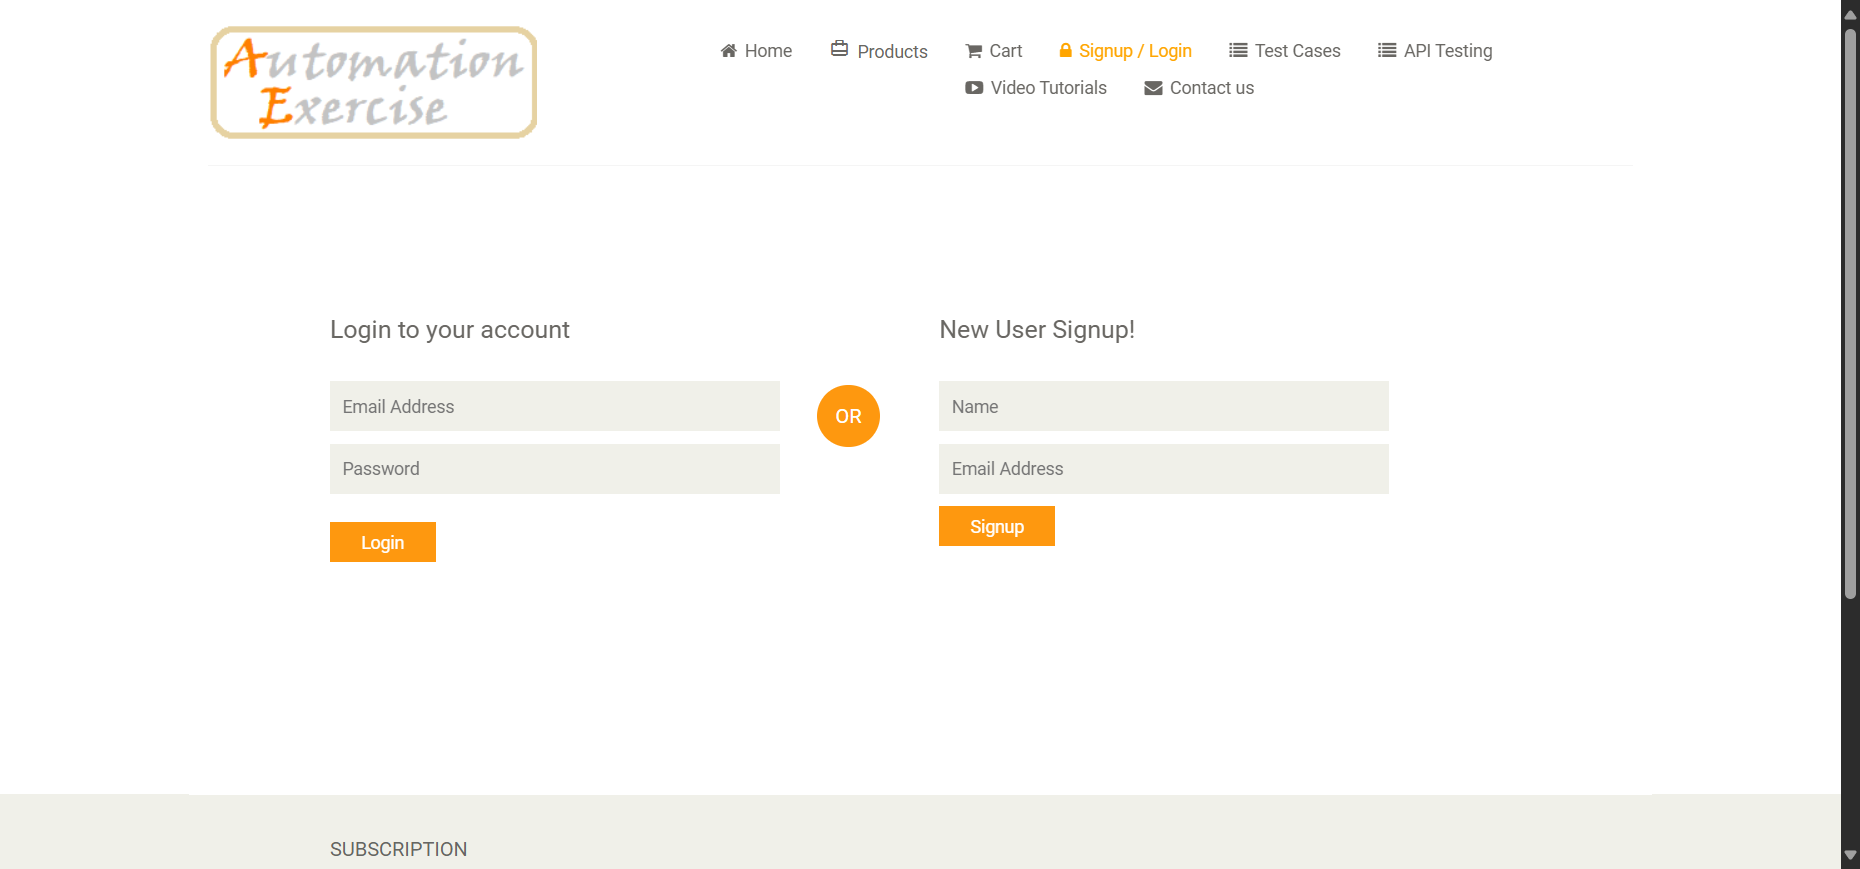 Automation
Exercise
Home Products Cart Signup / Login Test Cases API Testing
Video Tutorials Contact us
Login to your account
Email Address
Password
Login
OR
New User Signup!
Name
Email Address
Signup
SUBSCRIPTION